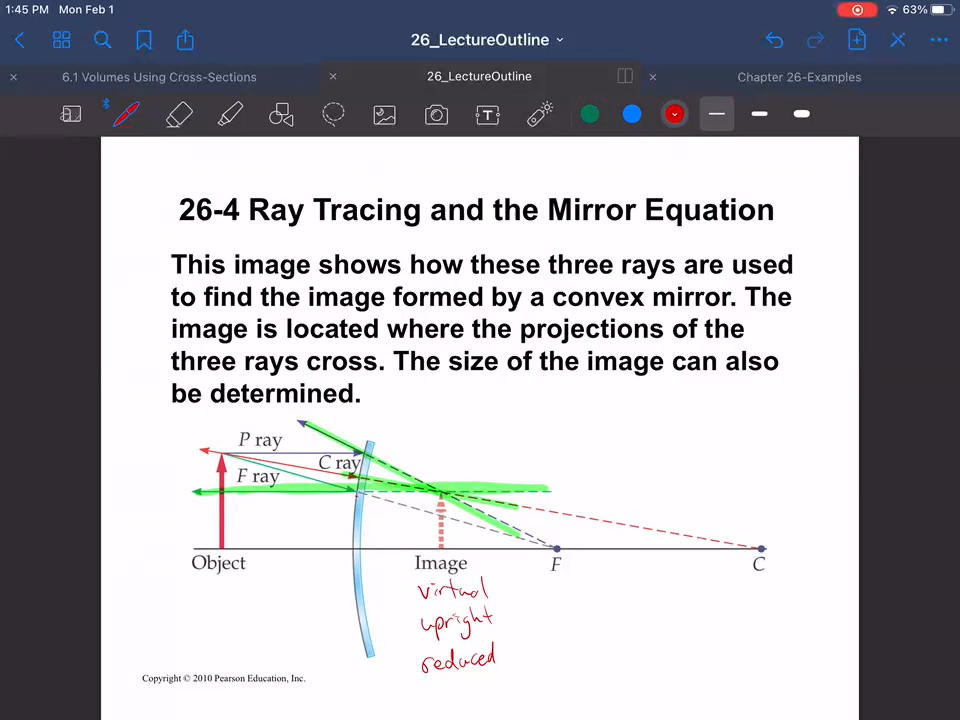 1:45 PM Mon Feb 1
63%
26_LectureOutline
6.1 Volumes Using Cross-Sections
26_LectureOutline
Chapter 26-Examples
26-4 Ray Tracing and the Mirror Equation
This image shows how these three rays are used
to find the image formed by a convex mirror. The
image is located where the projections of the
three rays cross. The size of the image can also
be determined.
P ray
C ray
F ray
Object
Image
F
C
virtual
upright
reduced
Copyright © 2010 Pearson Education, Inc.